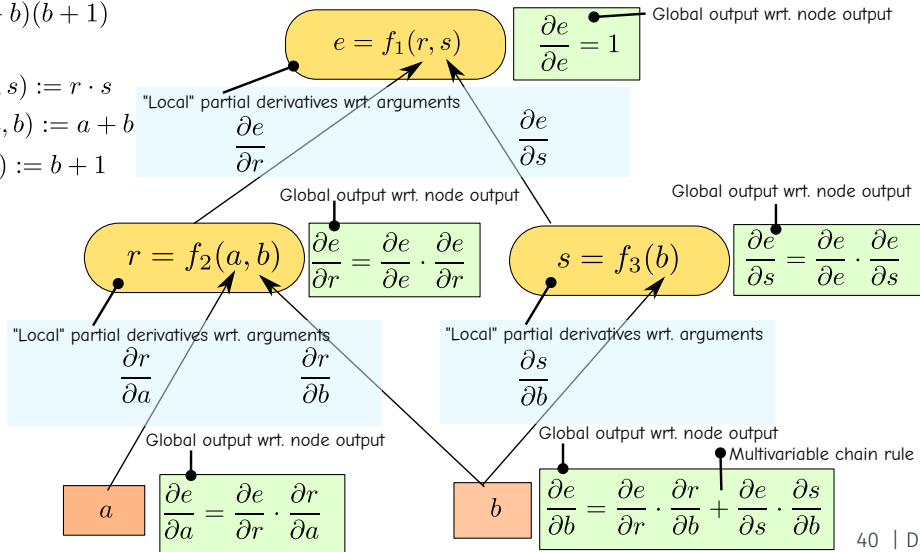 b)(b + 1)
Global output wrt. node output
e = f₁(r, s)
∂e/∂e = 1
s) := r · s
"Local" partial derivatives wrt. arguments
, b) := a + b
∂e/∂r
∂e/∂s
) := b + 1
Global output wrt. node output
Global output wrt. node output
r = f₂(a, b)
∂e/∂r = ∂e/∂e · ∂e/∂r
s = f₃(b)
∂e/∂s = ∂e/∂e · ∂e/∂s
"Local" partial derivatives wrt. arguments
"Local" partial derivatives wrt. arguments
∂r/∂a
∂r/∂b
∂s/∂b
Global output wrt. node output
Global output wrt. node output
Multivariable chain rule
a
∂e/∂a = ∂e/∂r · ∂r/∂a
b
∂e/∂b = ∂e/∂r · ∂r/∂b + ∂e/∂s · ∂s/∂b
40 | D